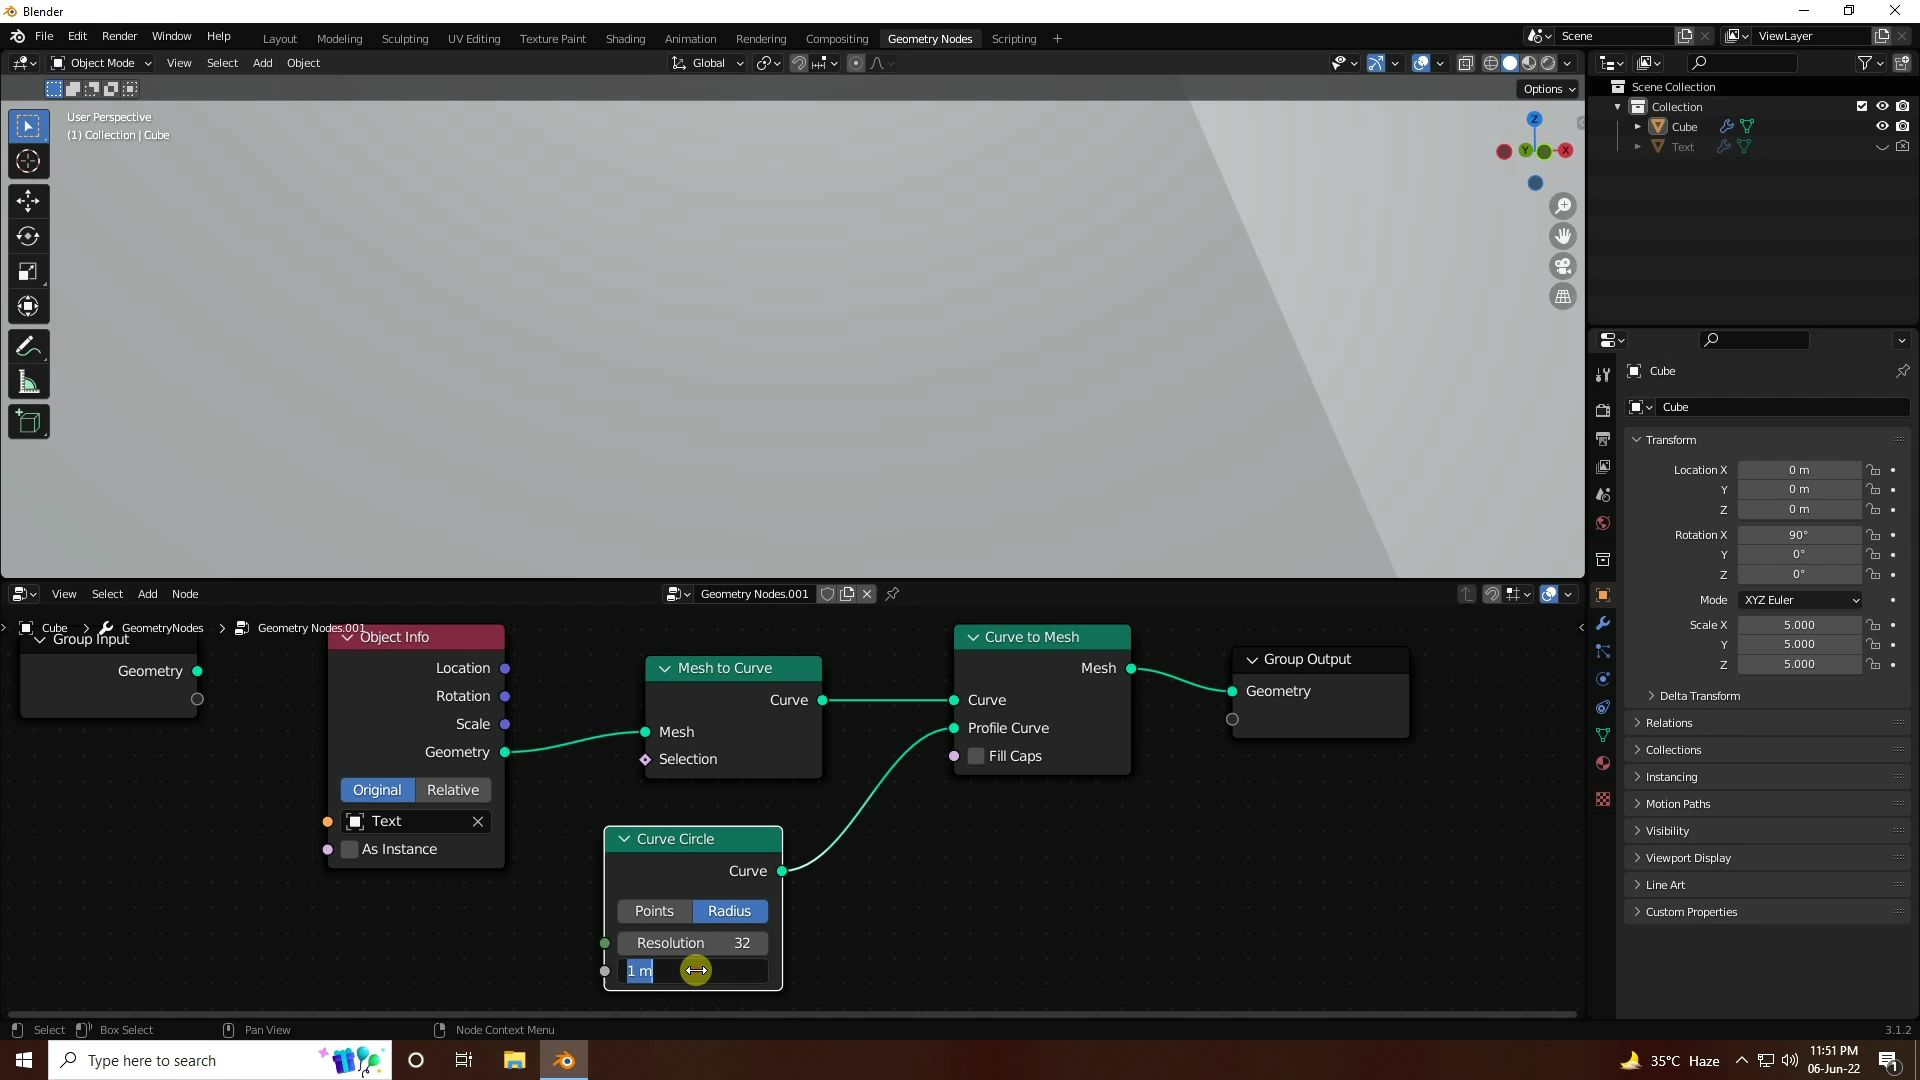 Blender
File Edit Render Window Help
Layout Modeling Sculpting UV Editing Texture Paint Shading Animation Rendering Compositing Geometry Nodes Scripting +
Scene
ViewLayer
Object Mode View Select Add Object
Global
Options
User Perspective
(1) Collection | Cube
Z
Y
X
Scene Collection
Collection
Cube
Text
Cube
Cube
Transform
Location X 0 m
Y 0 m
Z 0 m
Rotation X 90°
Y 0°
Z 0°
Mode XYZ Euler
Scale X 5.000
Y 5.000
Z 5.000
Delta Transform
Relations
Collections
Instancing
Motion Paths
Visibility
Viewport Display
Line Art
Custom Properties
View Select Add Node
Geometry Nodes.001
Cube > GeometryNodes > Geometry Nodes.001
Group Input
Geometry
Object Info
Location
Rotation
Scale
Geometry
Original Relative
Text
As Instance
Mesh to Curve
Curve
Mesh
Selection
Curve Circle
Curve
Points Radius
Resolution 32
1 m
Curve to Mesh
Mesh
Curve
Profile Curve
Fill Caps
Group Output
Geometry
Select Box Select Pan View Node Context Menu
3.1.2
Type here to search
35°C Haze
11:51 PM
06-Jun-22
1